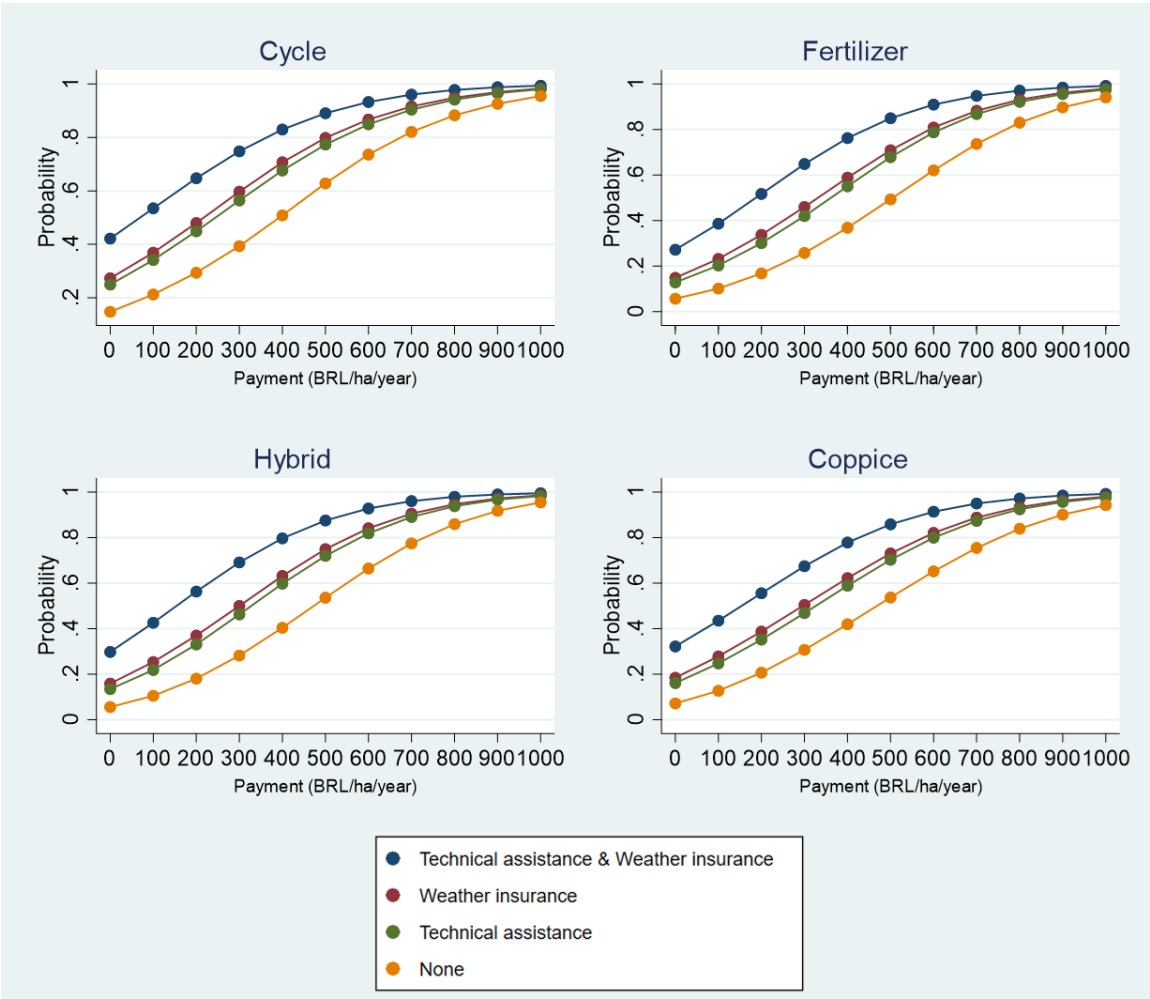 Cycle
Probability
1
.8
.6
.4
.2
0 100 200 300 400 500 600 700 800 900 1000
Payment (BRL/ha/year)
Fertilizer
Probability
1
.8
.6
.4
.2
0
0 100 200 300 400 500 600 700 800 900 1000
Payment (BRL/ha/year)
Hybrid
Probability
1
.8
.6
.4
.2
0
0 100 200 300 400 500 600 700 800 900 1000
Payment (BRL/ha/year)
Coppice
Probability
1
.8
.6
.4
.2
0
0 100 200 300 400 500 600 700 800 900 1000
Payment (BRL/ha/year)
Technical assistance & Weather insurance
Weather insurance
Technical assistance
None